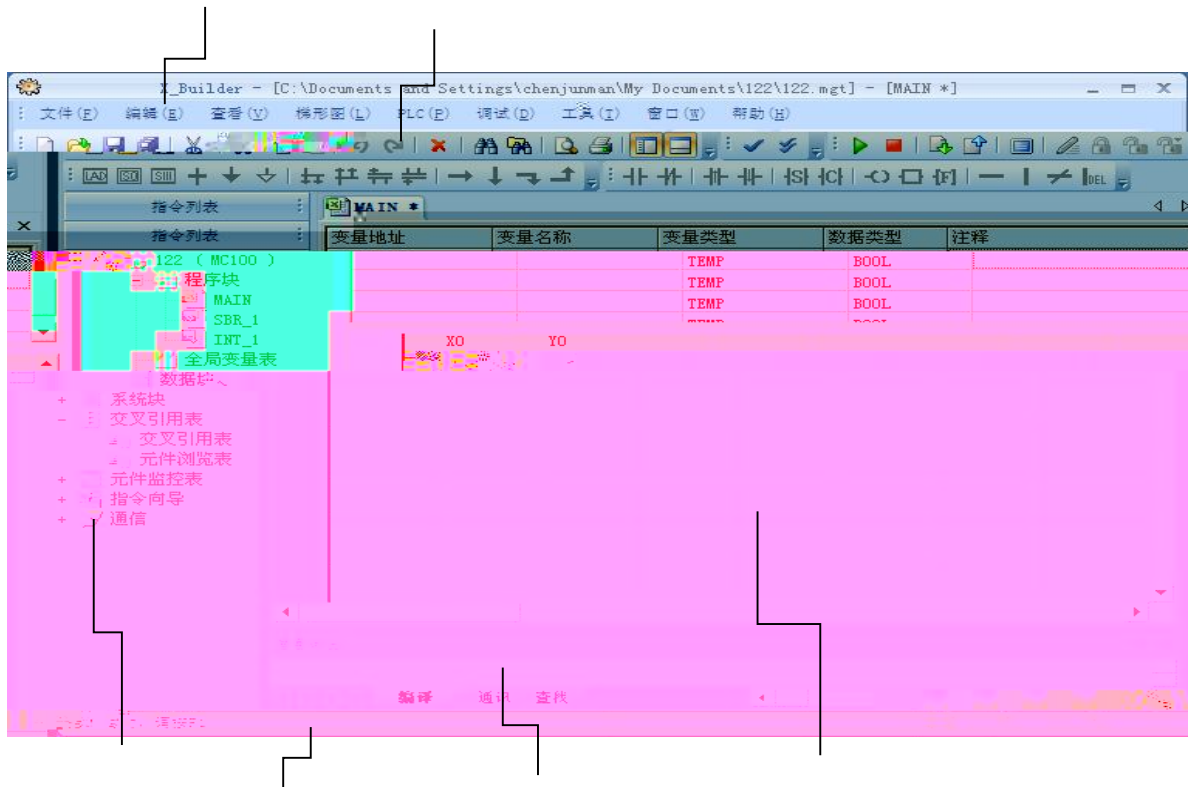 X_Builder - [C:\Documents and Settings\chenjunman\My Documents\122\122.mgt] - [MAIN *]
文件(F) 编辑(E) 查看(V) 梯形图(L) PLC(P) 调试(D) 工具(T) 窗口(W) 帮助(H)
LAD SIII S C F DEL
指令列表 MAIN *
指令列表 变量地址 变量名称 变量类型 数据类型 注释
122 ( MC100 ) TEMP BOOL
程序块 TEMP BOOL
MAIN TEMP BOOL
SBR_1 TEMP BOOL
INT_1 X0 Y0
全局变量表
数据块
系统块
交叉引用表
交叉引用表
元件浏览表
元件监控表
指令向导
通信
编译 通讯 查找